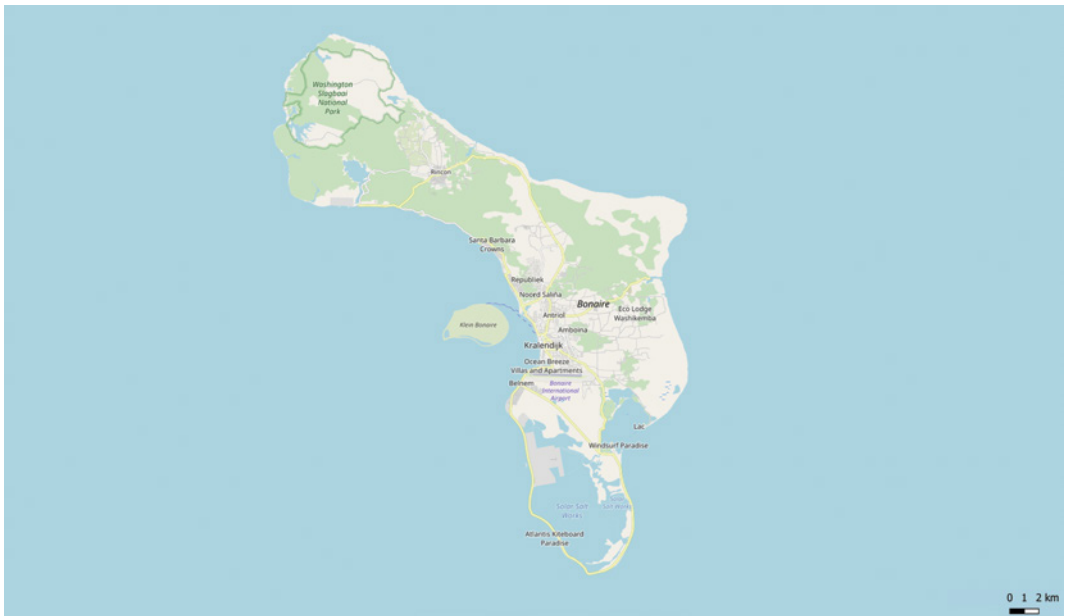 Washington
Slagbaai
National
Park
Rincon
Santa Barbara
Crowns
Republiek
Noord Saliña
Bonaire
Eco Lodge
Washikemba
Antriol
Klein Bonaire
Amboina
Kralendijk
Ocean Breeze
Villas and Apartments
Belnem
Bonaire
International
Airport
Lac
Windsurf Paradise
Solar Salt
Works
Atlantis Kiteboard
Paradise
0 1 2 km